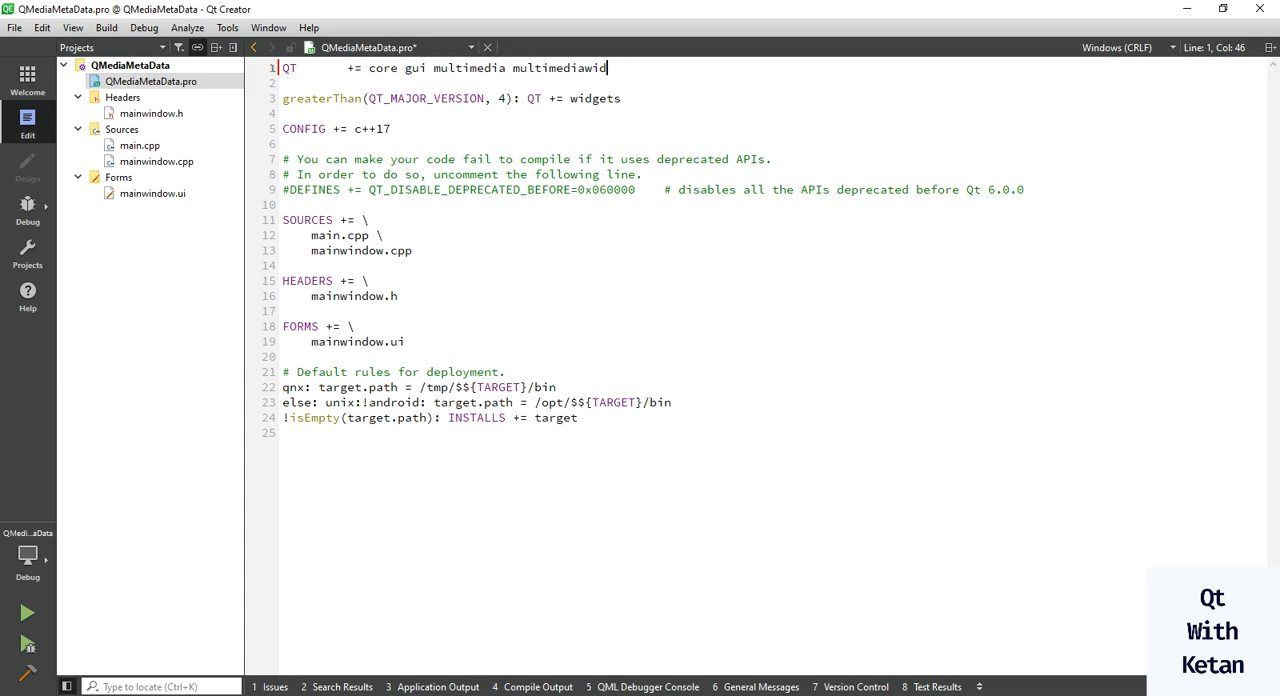 QMediaMetaData.pro @ QMediaMetaData - Qt Creator
File Edit View Build Debug Analyze Tools Window Help
Projects QMediaMetaData.pro* Windows (CRLF) Line: 1, Col: 46
Welcome
Edit
Design
Debug
Projects
Help
QMedi...aData
Debug
QMediaMetaData
QMediaMetaData.pro
Headers
mainwindow.h
Sources
main.cpp
mainwindow.cpp
Forms
mainwindow.ui
1 QT += core gui multimedia multimediawid
2
3 greaterThan(QT_MAJOR_VERSION, 4): QT += widgets
4
5 CONFIG += c++17
6
7 # You can make your code fail to compile if it uses deprecated APIs.
8 # In order to do so, uncomment the following line.
9 #DEFINES += QT_DISABLE_DEPRECATED_BEFORE=0x060000 # disables all the APIs deprecated before Qt 6.0.0
10
11 SOURCES += \
12 main.cpp \
13 mainwindow.cpp
14
15 HEADERS += \
16 mainwindow.h
17
18 FORMS += \
19 mainwindow.ui
20
21 # Default rules for deployment.
22 qnx: target.path = /tmp/$${TARGET}/bin
23 else: unix:!android: target.path = /opt/$${TARGET}/bin
24 !isEmpty(target.path): INSTALLS += target
25
Qt
With
Ketan
Type to locate (Ctrl+K) 1 Issues 2 Search Results 3 Application Output 4 Compile Output 5 QML Debugger Console 6 General Messages 7 Version Control 8 Test Results